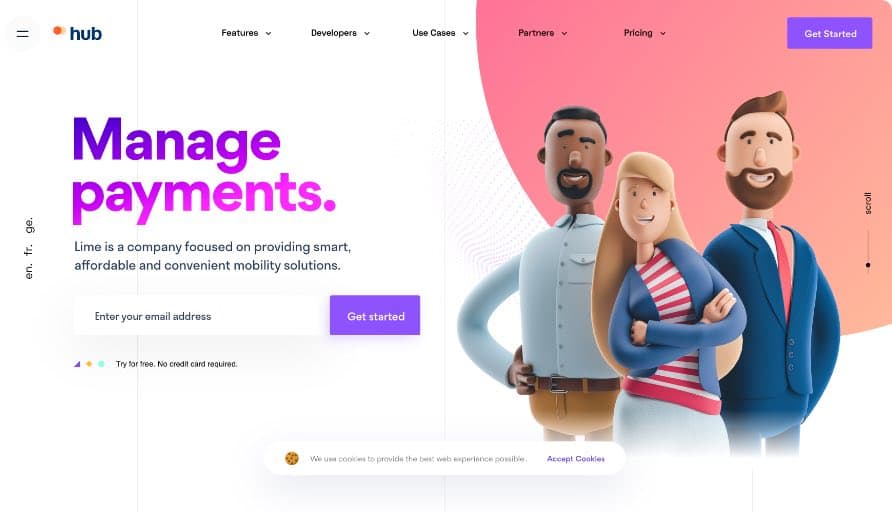 hub
Features
Developers
Use Cases
Partners
Pricing
Get Started
Manage
payments.
Lime is a company focused on providing smart,
affordable and convenient mobility solutions.
Enter your email address
Get started
Try for free. No credit card required.
en. fr. ge.
scroll
We use cookies to provide the best web experience possible.
Accept Cookies